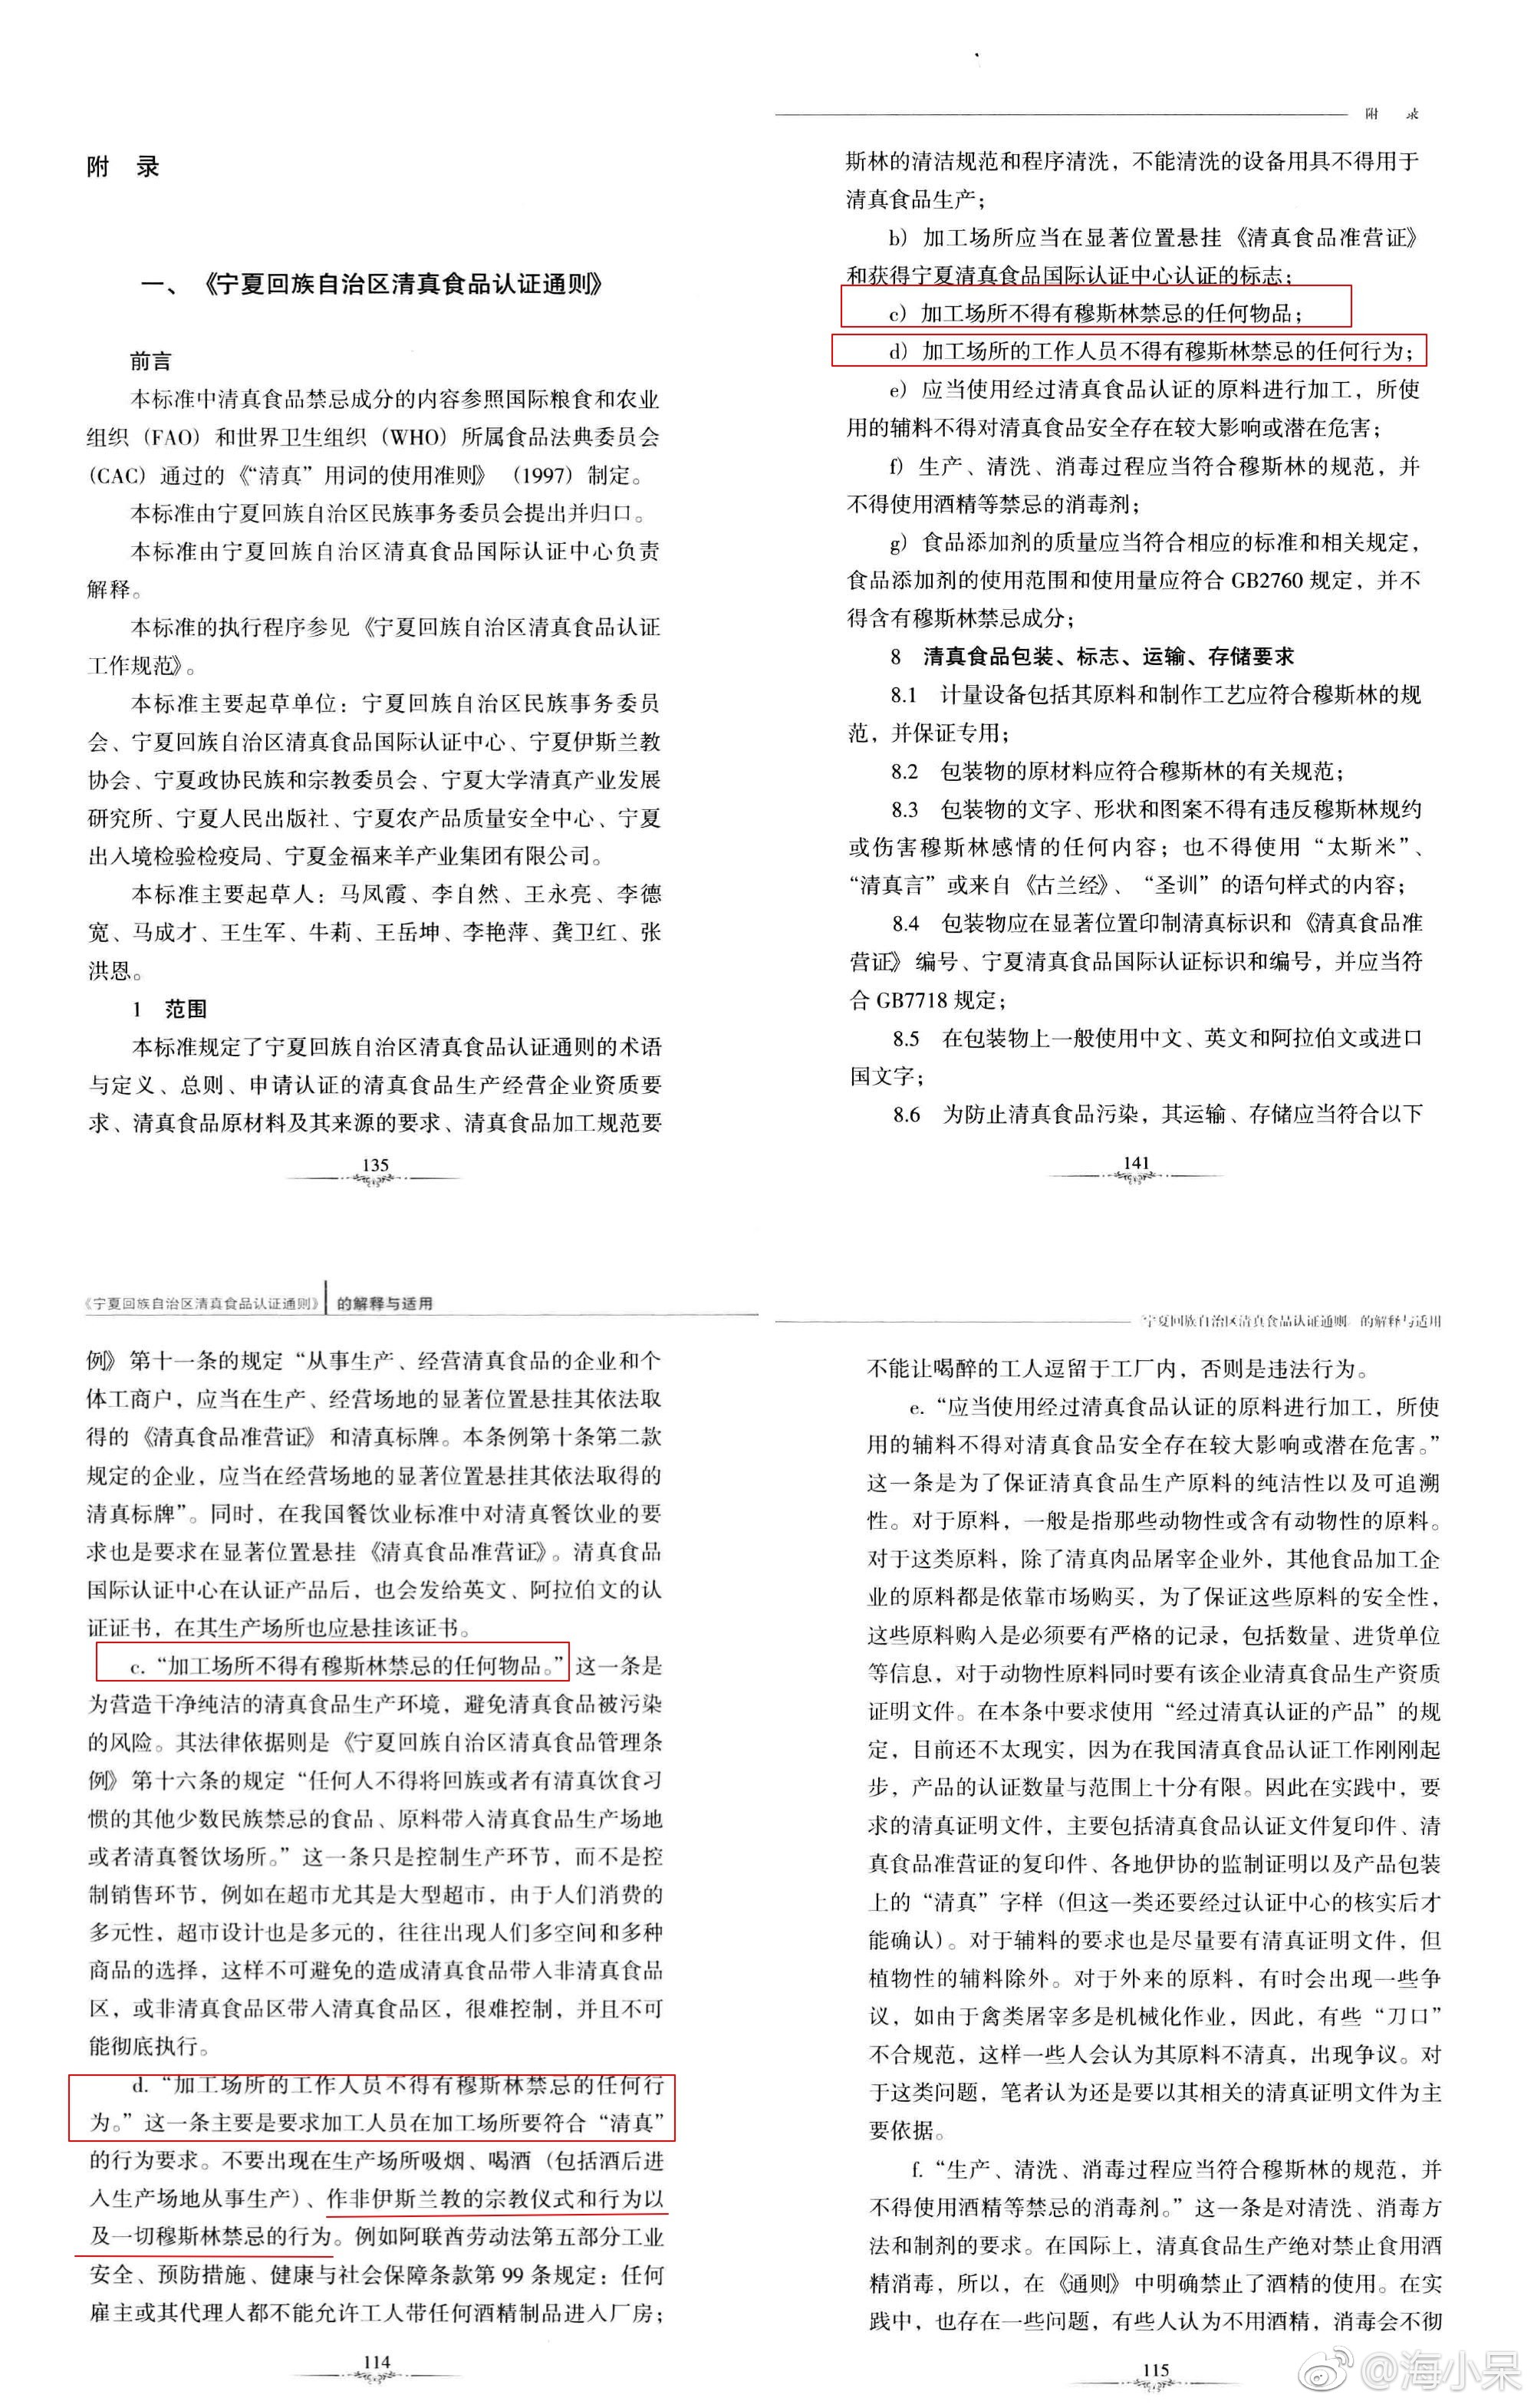 附 录
一、《宁夏回族自治区清真食品认证通则》
前言
本标准中清真食品禁忌成分的内容参照国际粮食和农业
组织（FAO）和世界卫生组织（WHO）所属食品法典委员会
(CAC）通过的《“清真”用词的使用准则》（1997）制定。
本标准由宁夏回族自治区民族事务委员会提出并归口。
本标准由宁夏回族自治区清真食品国际认证中心负责
解释。
本标准的执行程序参见《宁夏回族自治区清真食品认证
工作规范》。
本标准主要起草单位：宁夏回族自治区民族事务委员
会、宁夏回族自治区清真食品国际认证中心、宁夏伊斯兰教
协会、宁夏政协民族和宗教委员会、宁夏大学清真产业发展
研究所、宁夏人民出版社、宁夏农产品质量安全中心、宁夏
出入境检验检疫局、宁夏金福来羊产业集团有限公司。
本标准主要起草人：马凤霞、李自然、王永亮、李德
宽、马成才、王生军、牛莉、王岳坤、李艳萍、龚卫红、张
洪恩。
1 范围
本标准规定了宁夏回族自治区清真食品认证通则的术语
与定义、总则、申请认证的清真食品生产经营企业资质要
求、清真食品原材料及其来源的要求、清真食品加工规范要
135
附 录
斯林的清洁规范和程序清洗，不能清洗的设备用具不得用于
清真食品生产；
b）加工场所应当在显著位置悬挂《清真食品准营证》
和获得宁夏清真食品国际认证中心认证的标志；
c）加工场所不得有穆斯林禁忌的任何物品；
d）加工场所的工作人员不得有穆斯林禁忌的任何行为；
e）应当使用经过清真食品认证的原料进行加工，所使
用的辅料不得对清真食品安全存在较大影响或潜在危害；
f）生产、清洗、消毒过程应当符合穆斯林的规范，并
不得使用酒精等禁忌的消毒剂；
g）食品添加剂的质量应当符合相应的标准和相关规定，
食品添加剂的使用范围和使用量应符合 GB2760 规定，并不
得含有穆斯林禁忌成分；
8 清真食品包装、标志、运输、存储要求
8.1 计量设备包括其原料和制作工艺应符合穆斯林的规
范，并保证专用；
8.2 包装物的原材料应符合穆斯林的有关规范；
8.3 包装物的文字、形状和图案不得有违反穆斯林规约
或伤害穆斯林感情的任何内容；也不得使用“太斯米”、
“清真言”或来自《古兰经》、“圣训”的语句样式的内容；
8.4 包装物应在显著位置印制清真标识和《清真食品准
营证》编号、宁夏清真食品国际认证标识和编号，并应当符
合 GB7718 规定；
8.5 在包装物上一般使用中文、英文和阿拉伯文或进口
国文字；
8.6 为防止清真食品污染，其运输、存储应当符合以下
141
《宁夏回族自治区清真食品认证通则》 的解释与适用
例》第十一条的规定“从事生产、经营清真食品的企业和个
体工商户，应当在生产、经营场地的显著位置悬挂其依法取
得的《清真食品准营证》和清真标牌。本条例第十条第二款
规定的企业，应当在经营场地的显著位置悬挂其依法取得的
清真标牌”。同时，在我国餐饮业标准中对清真餐饮业的要
求也是要求在显著位置悬挂《清真食品准营证》。清真食品
国际认证中心在认证产品后，也会发给英文、阿拉伯文的认
证证书，在其生产场所也应悬挂该证书。
c. “加工场所不得有穆斯林禁忌的任何物品。”这一条是
为营造干净纯洁的清真食品生产环境，避免清真食品被污染
的风险。其法律依据则是《宁夏回族自治区清真食品管理条
例》第十六条的规定“任何人不得将回族或者有清真饮食习
惯的其他少数民族禁忌的食品、原料带入清真食品生产场地
或者清真餐饮场所。”这一条只是控制生产环节，而不是控
制销售环节，例如在超市尤其是大型超市，由于人们消费的
多元性，超市设计也是多元的，往往出现人们多空间和多种
商品的选择，这样不可避免的造成清真食品带入非清真食品
区，或非清真食品区带入清真食品区，很难控制，并且不可
能彻底执行。
d. “加工场所的工作人员不得有穆斯林禁忌的任何行
为。”这一条主要是要求加工人员在加工场所要符合“清真”
的行为要求。不要出现在生产场所吸烟、喝酒（包括酒后进
入生产场地从事生产）、作非伊斯兰教的宗教仪式和行为以
及一切穆斯林禁忌的行为。例如阿联酋劳动法第五部分工业
安全、预防措施、健康与社会保障条款第 99 条规定：任何
雇主或其代理人都不能允许工人带任何酒精制品进入厂房；
114
宁夏回族自治区清真食品认证通则 的解释与适用
不能让喝醉的工人逗留于工厂内，否则是违法行为。
e. “应当使用经过清真食品认证的原料进行加工，所使
用的辅料不得对清真食品安全存在较大影响或潜在危害。”
这一条是为了保证清真食品生产原料的纯洁性以及可追溯
性。对于原料，一般是指那些动物性或含有动物性的原料。
对于这类原料，除了清真肉品屠宰企业外，其他食品加工企
业的原料都是依靠市场购买，为了保证这些原料的安全性，
这些原料购入是必须要有严格的记录，包括数量、进货单位
等信息，对于动物性原料同时要有该企业清真食品生产资质
证明文件。在本条中要求使用“经过清真认证的产品”的规
定，目前还不太现实，因为在我国清真食品认证工作刚刚起
步，产品的认证数量与范围上十分有限。因此在实践中，要
求的清真证明文件，主要包括清真食品认证文件复印件、清
真食品准营证的复印件、各地伊协的监制证明以及产品包装
上的“清真”字样（但这一类还要经过认证中心的核实后才
能确认）。对于辅料的要求也是尽量要有清真证明文件，但
植物性的辅料除外。对于外来的原料，有时会出现一些争
议，如由于禽类屠宰多是机械化作业，因此，有些“刀口”
不合规范，这样一些人会认为其原料不清真，出现争议。对
于这类问题，笔者认为还是要以其相关的清真证明文件为主
要依据。
f. “生产、清洗、消毒过程应当符合穆斯林的规范，并
不得使用酒精等禁忌的消毒剂。”这一条是对清洗、消毒方
法和制剂的要求。在国际上，清真食品生产绝对禁止食用酒
精消毒，所以，在《通则》中明确禁止了酒精的使用。在实
践中，也存在一些问题，有些人认为不用酒精，消毒会不彻
115
@海小呆